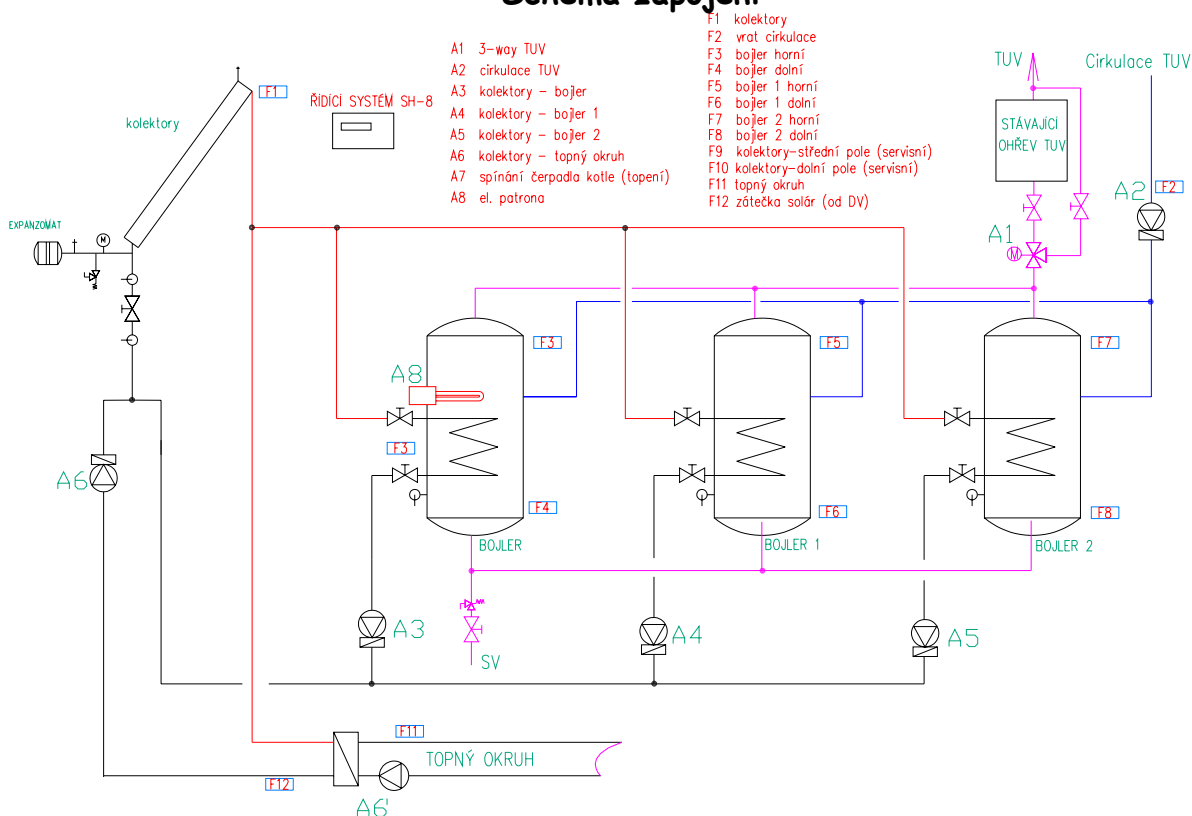 Schéma zapojení
A1 3-way TUV
A2 cirkulace TUV
A3 kolektory - bojler
A4 kolektory - bojler 1
A5 kolektory - bojler 2
A6 kolektory - topný okruh
A7 spínání čerpadla kotle (topení)
A8 el. patrona
F1 kolektory
F2 vrat cirkulace
F3 bojler horní
F4 bojler dolní
F5 bojler 1 horní
F6 bojler 1 dolní
F7 bojler 2 horní
F8 bojler 2 dolní
F9 kolektory-střední pole (servisní)
F10 kolektory-dolní pole (servisní)
F11 topný okruh
F12 zátečka solár (od DV)
TUV
Cirkulace TUV
F1
ŘÍDÍCÍ SYSTÉM SH-8
kolektory
STÁVAJÍCÍ
OHŘEV TUV
A2
F2
EXPANZOMAT
M
A1
M
F3
F5
F7
A8
F3
A6
F4
F6
F8
BOJLER
BOJLER 1
BOJLER 2
A3
A4
A5
SV
F11
TOPNÝ OKRUH
F12
A6'